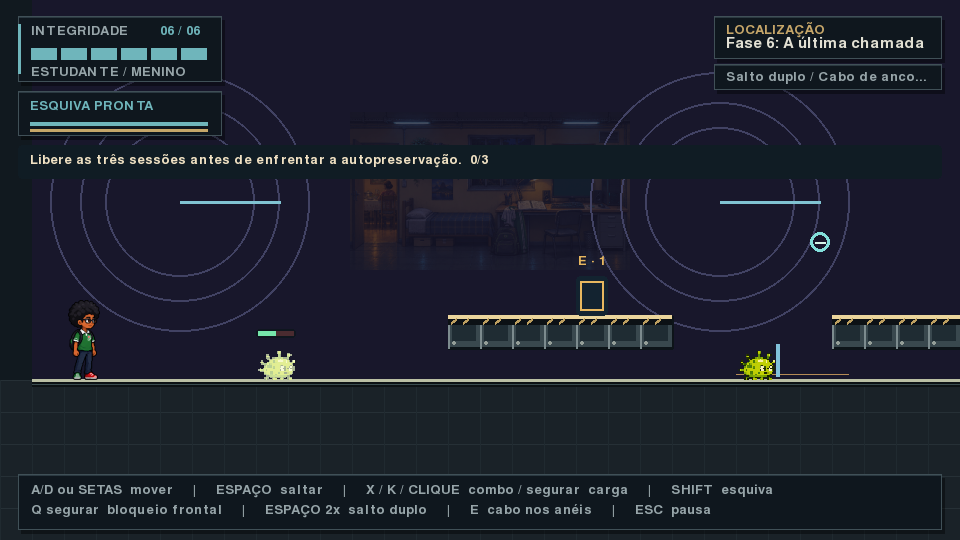 INTEGRIDADE 06 / 06
ESTUDANTE / MENINO
ESQUIVA PRONTA
LOCALIZAÇÃO
Fase 6: A última chamada
Salto duplo / Cabo de anco...
Libere as três sessões antes de enfrentar a autopreservação. 0/3
E · 1
A/D ou SETAS mover | ESPAÇO saltar | X / K / CLIQUE combo / segurar carga | SHIFT esquiva
Q segurar bloqueio frontal | ESPAÇO 2x salto duplo | E cabo nos anéis | ESC pausa